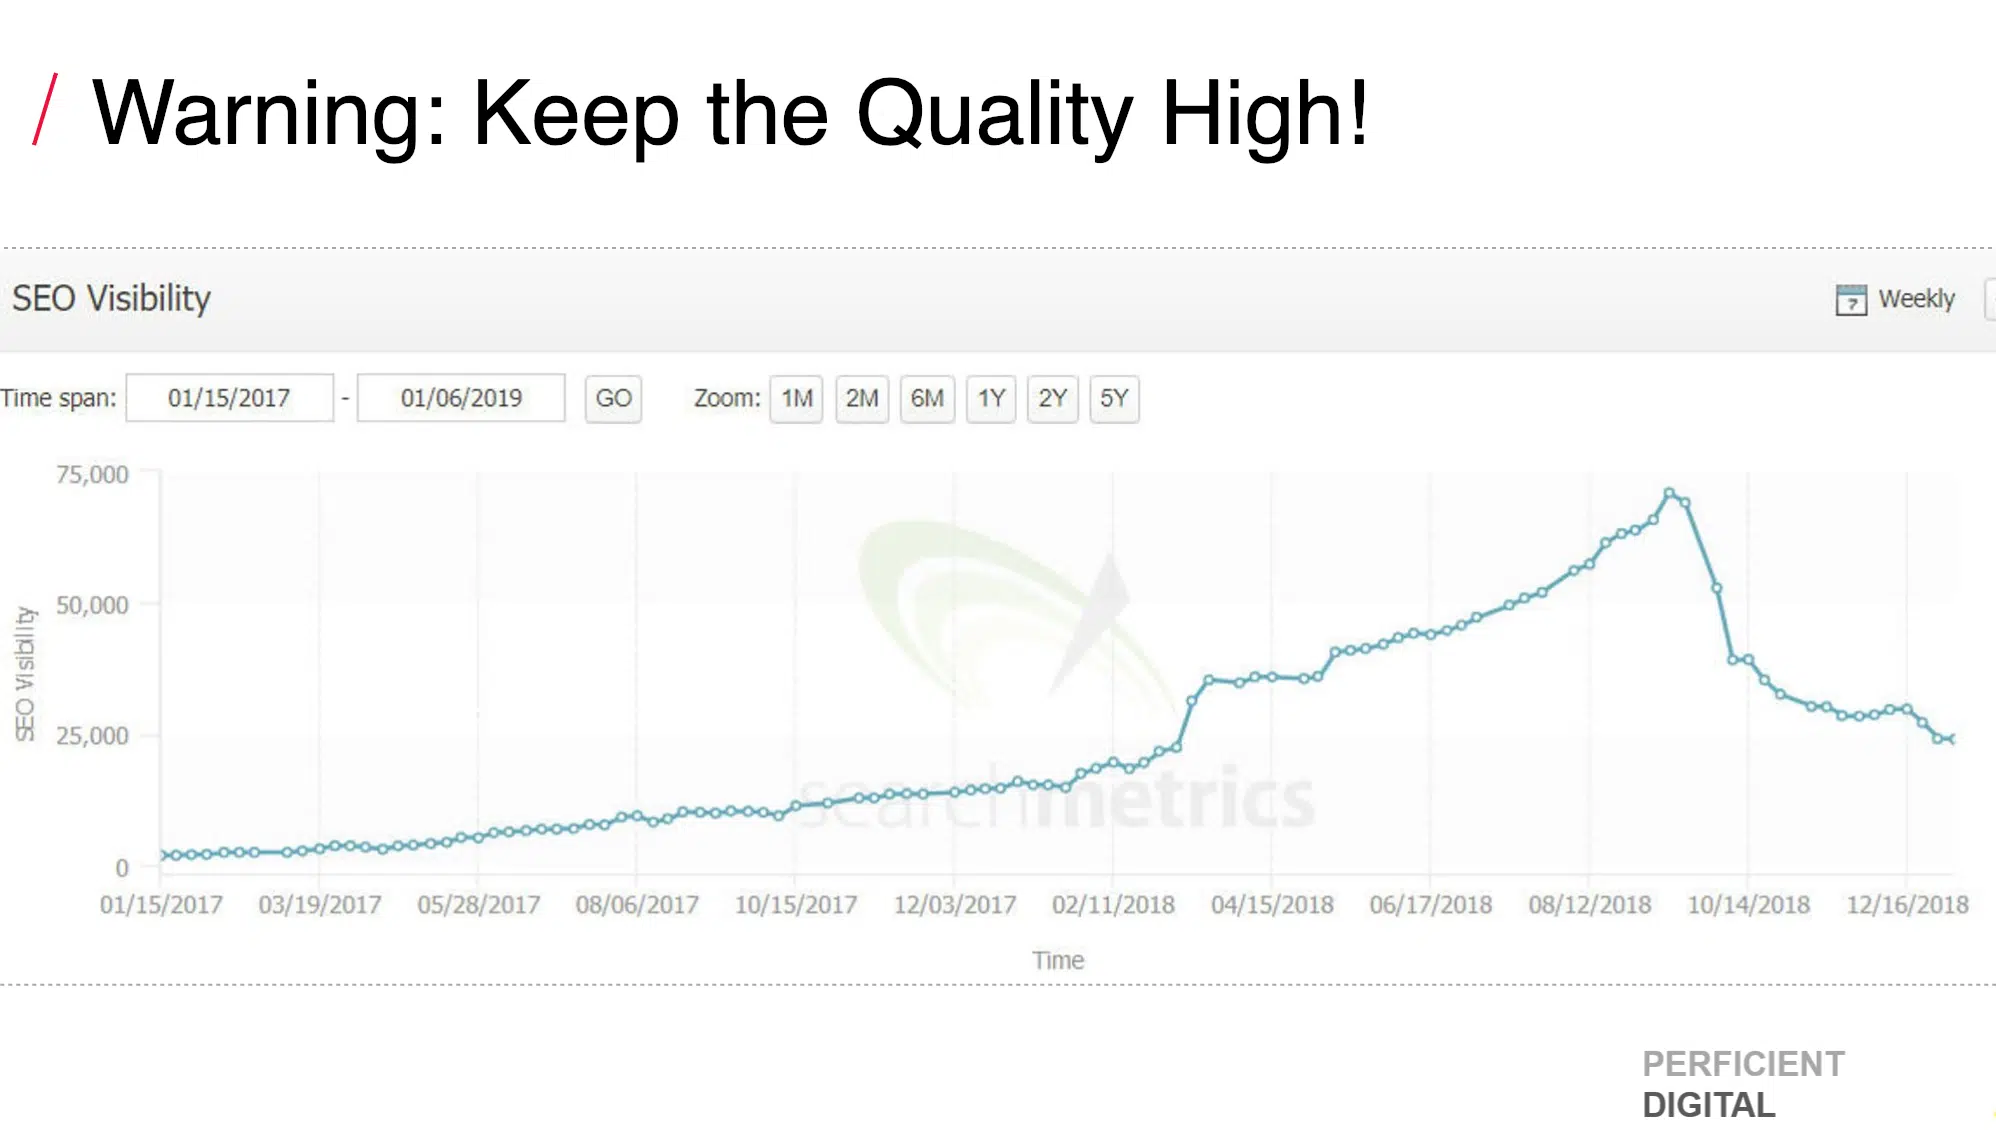 / Warning: Keep the Quality High!
SEO Visibility
7 Weekly
Time span: 01/15/2017 - 01/06/2019 GO Zoom: 1M 2M 6M 1Y 2Y 5Y
75,000
50,000
25,000
0
SEO Visibility
searchmetrics
01/15/2017 03/19/2017 05/28/2017 08/06/2017 10/15/2017 12/03/2017 02/11/2018 04/15/2018 06/17/2018 08/12/2018 10/14/2018 12/16/2018
Time
PERFICIENT
DIGITAL